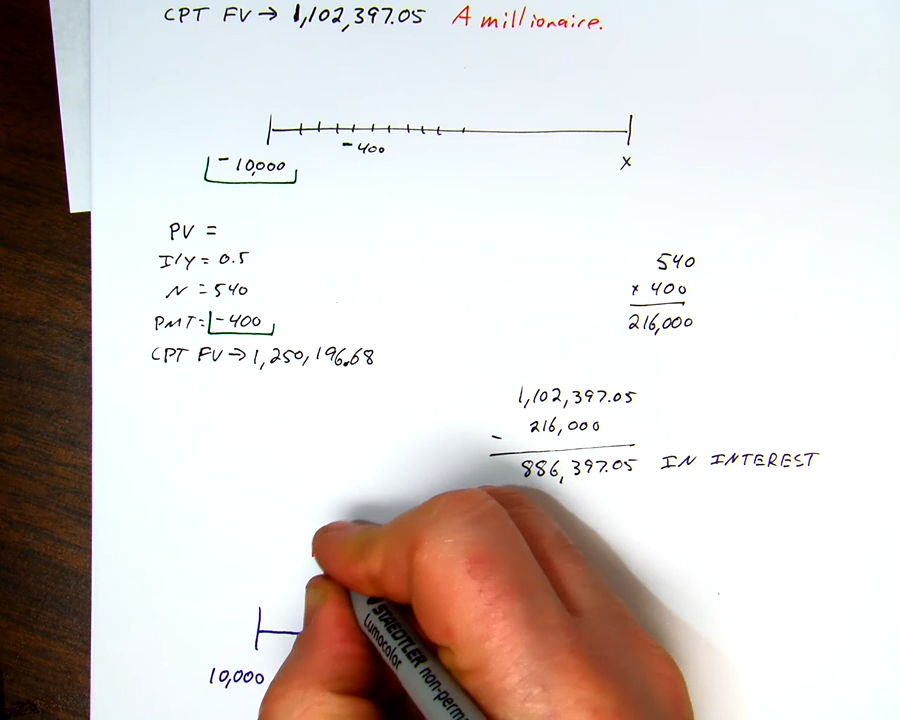 CPT FV → 1,102,397.05 A millionaire.
-400
-10,000
x
PV =
I/Y = 0.5
540
N = 540
x 400
PMT= -400
216,000
CPT FV → 1,250,196.68
1,102,397.05
216,000
-
886,397.05 IN INTEREST
10,000
STAEDTLER non-perm
Lumocolor